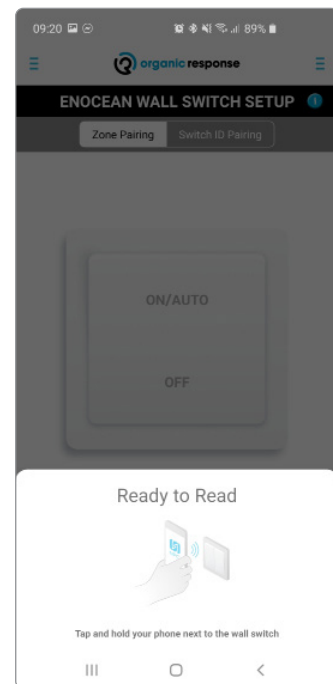 09:20 89%
organic response
ENOCEAN WALL SWITCH SETUP
Zone Pairing Switch ID Pairing
ON/AUTO
OFF
Ready to Read
Tap and hold your phone next to the wall switch